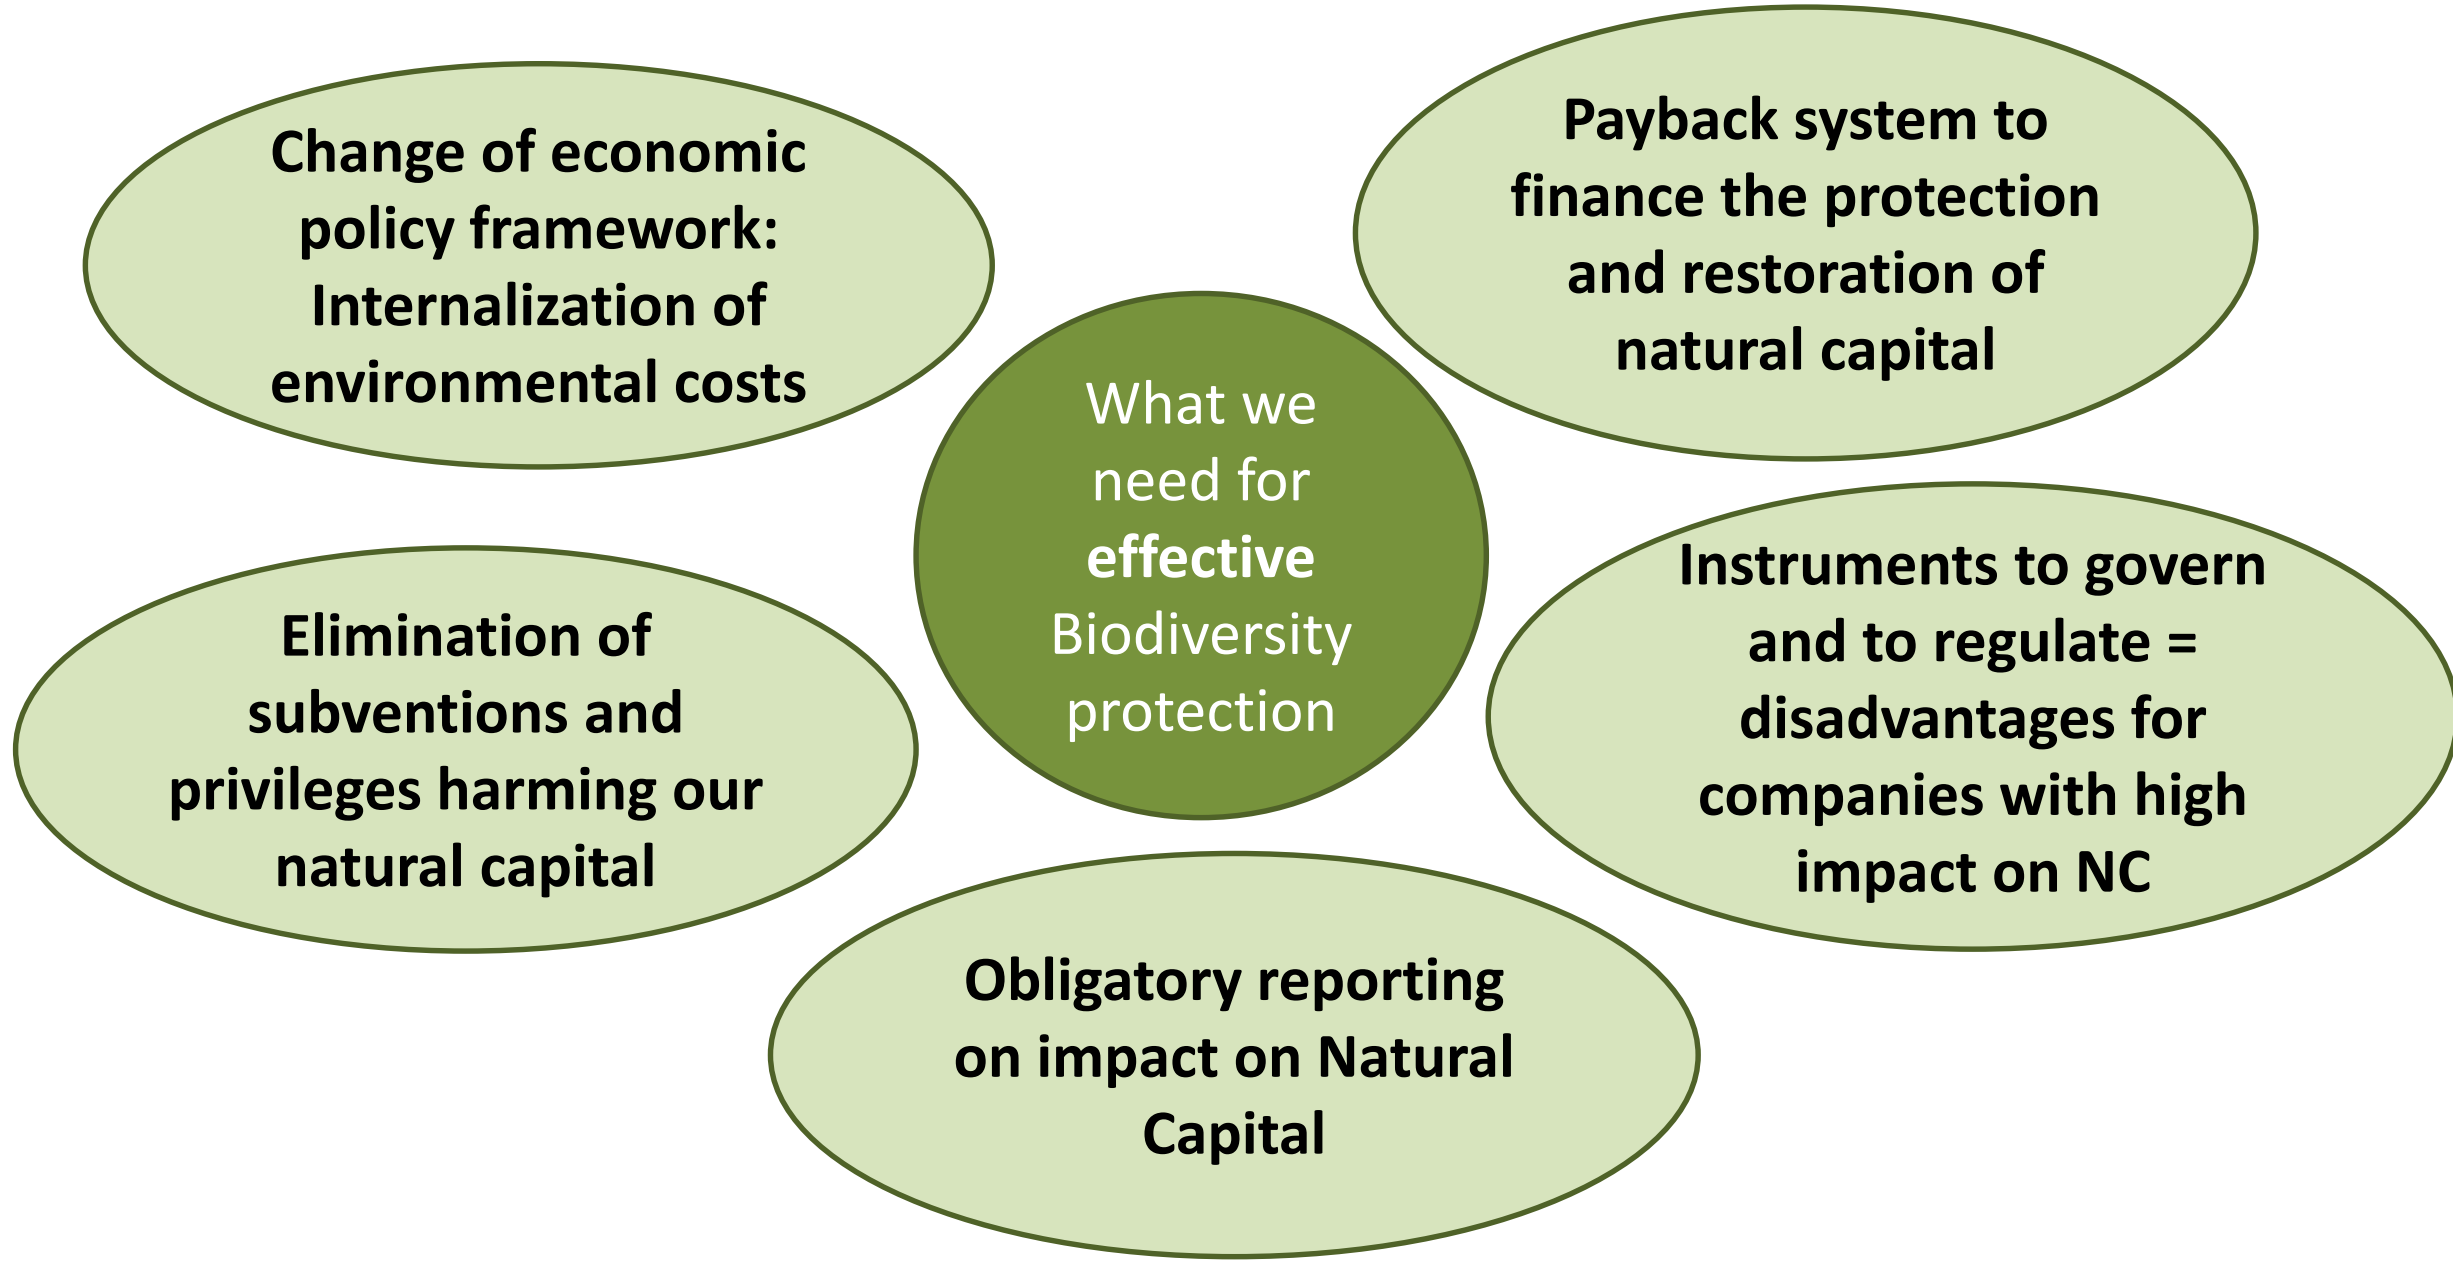 Change of economic
policy framework:
Internalization of
environmental costs
Payback system to
finance the protection
and restoration of
natural capital
What we
need for
effective
Biodiversity
protection
Elimination of
subventions and
privileges harming our
natural capital
Instruments to govern
and to regulate =
disadvantages for
companies with high
impact on NC
Obligatory reporting
on impact on Natural
Capital